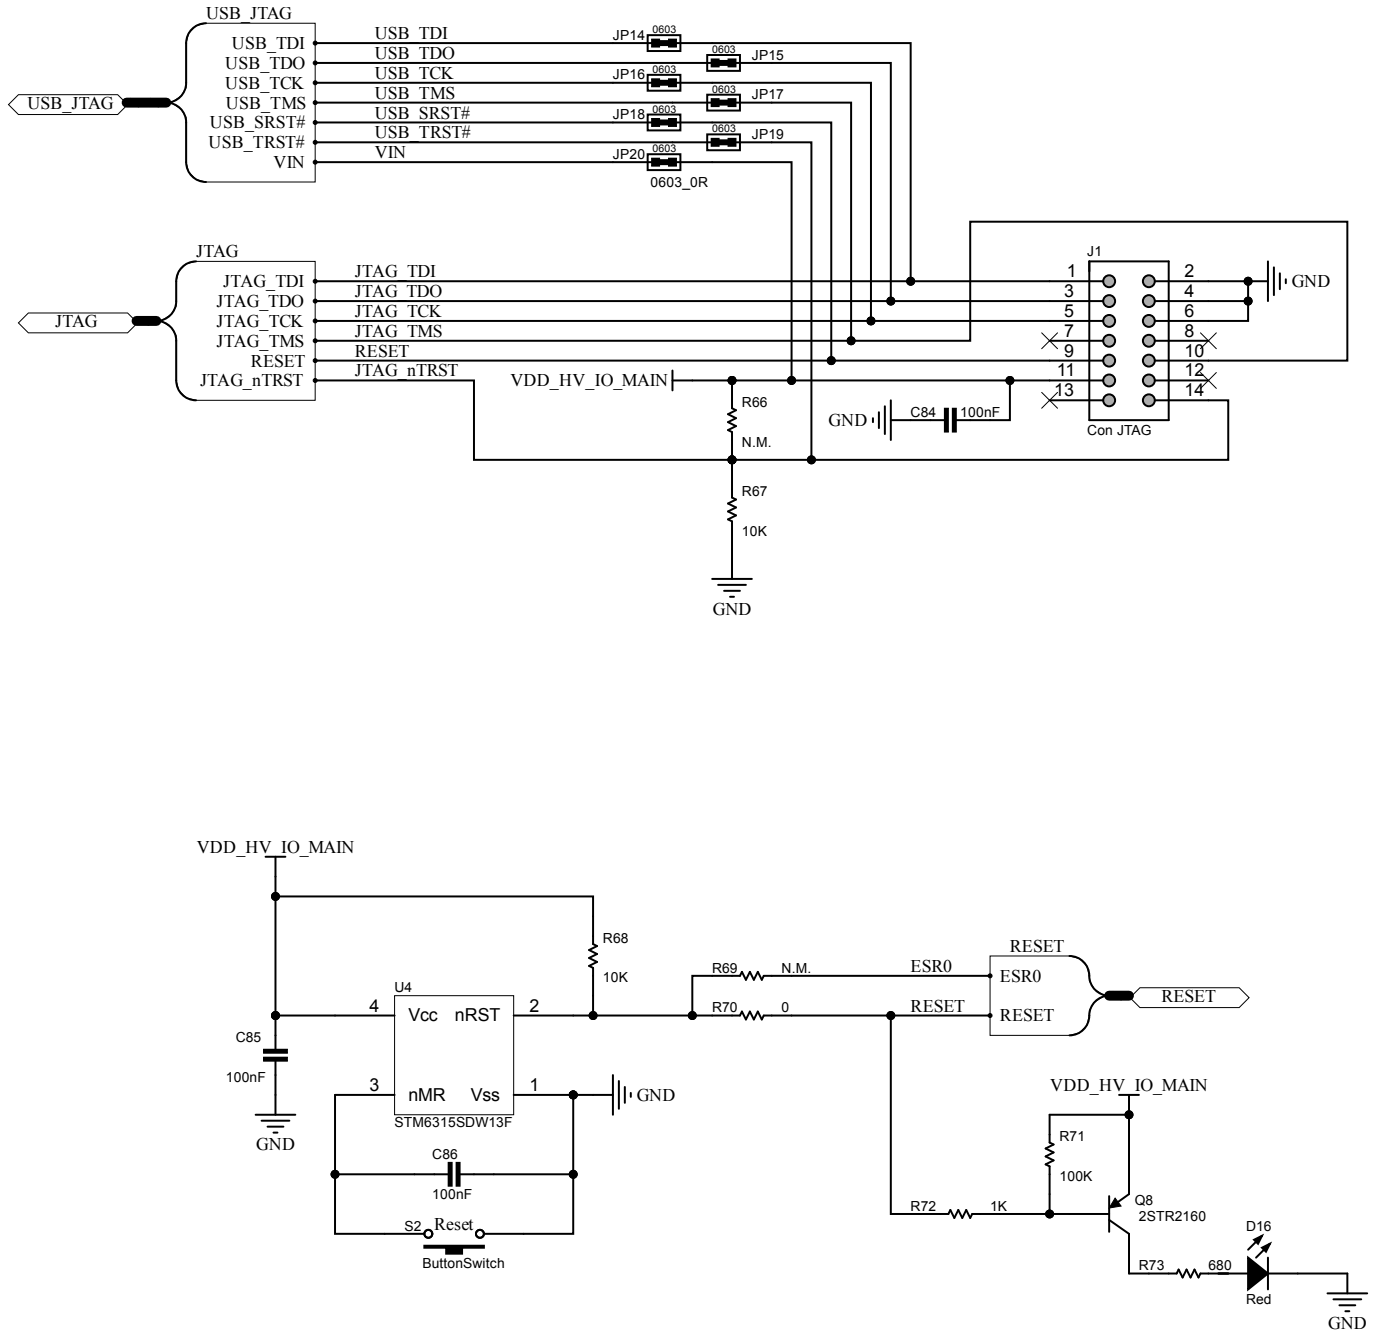 USB_JTAG
USB_TDI USB_TDI JP14 0603
USB_TDO USB_TDO 0603 JP15
USB_TCK USB_TCK JP16 0603
USB_JTAG USB_TMS USB_TMS 0603 JP17
USB_SRST# USB_SRST# JP18 0603
USB_TRST# USB_TRST# 0603 JP19
VIN VIN JP20 0603
0603_0R
JTAG J1
JTAG_TDI JTAG_TDI 1 2 GND
JTAG_TDO JTAG_TDO 3 4
JTAG JTAG_TCK JTAG_TCK 5 6
JTAG_TMS JTAG_TMS 7 8
RESET RESET 9 10
JTAG_nTRST JTAG_nTRST VDD_HV_IO_MAIN 11 12
R66 13 14
GND C84 100nF
Con JTAG
N.M.
R67
10K
GND
VDD_HV_IO_MAIN
R68
10K
RESET
R69 N.M. ESR0 ESR0
RESET
U4
4 Vcc nRST 2 R70 0 RESET RESET
C85
100nF
3 nMR Vss 1 GND
STM6315SDW13F
GND
C86
100nF
S2 Reset
ButtonSwitch
VDD_HV_IO_MAIN
R71
100K
R72 1K Q8
2STR2160
D16
R73 680
Red
GND